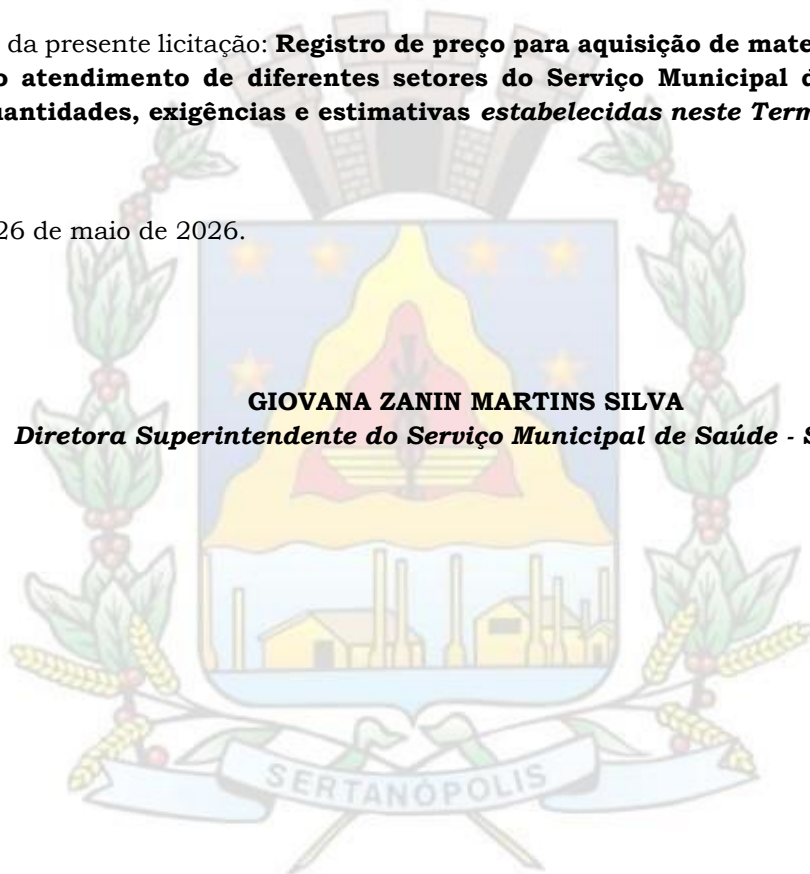 da presente licitação: Registro de preço para aquisição de mate
o atendimento de diferentes setores do Serviço Municipal d
uantidades, exigências e estimativas estabelecidas neste Term
26 de maio de 2026.
GIOVANA ZANIN MARTINS SILVA
Diretora Superintendente do Serviço Municipal de Saúde - S
SERTANÓPOLIS